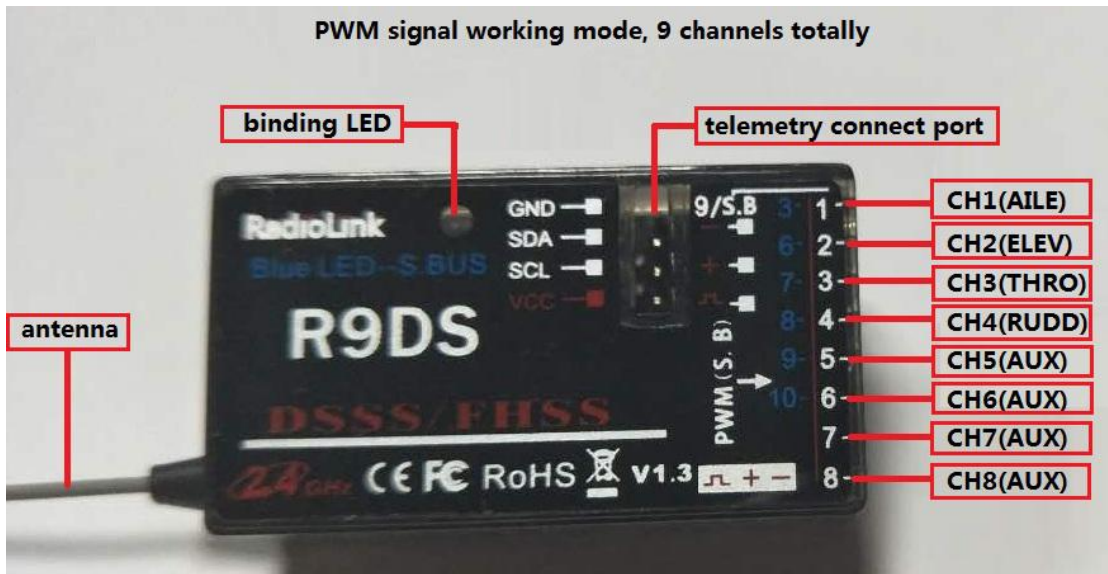 PWM signal working mode, 9 channels totally
binding LED
telemetry connect port
antenna
RadioLink
Blue LED--S.BUS
R9DS
DSSS/FHSS
2.4GHz CE FC RoHS V1.3
GND
SDA
SCL
VCC
9/S.B
-
+
PWM(S. B)
+ -
3- 1-
6- 2-
7- 3-
8- 4-
9- 5-
10- 6-
7-
8-
CH1(AILE)
CH2(ELEV)
CH3(THRO)
CH4(RUDD)
CH5(AUX)
CH6(AUX)
CH7(AUX)
CH8(AUX)